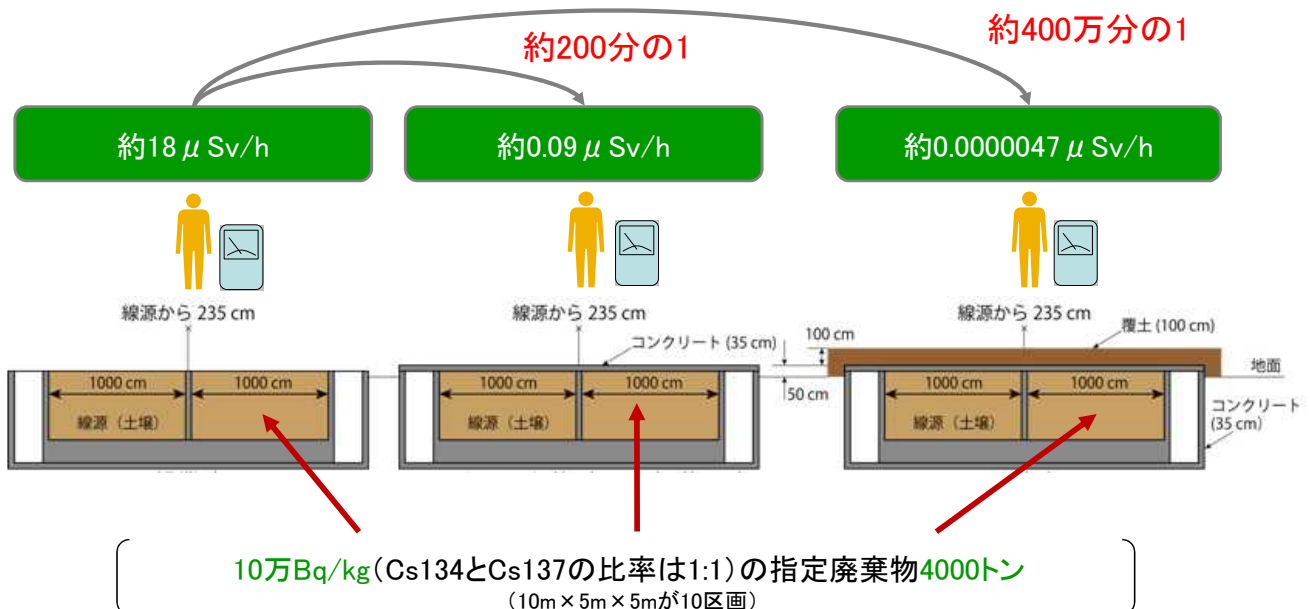 約200分の1
約400万分の1
約18μSv/h
約0.09μSv/h
約0.0000047μSv/h
線源から 235 cm
線源から 235 cm
線源から 235 cm
コンクリート (35 cm)
100 cm
覆土 (100 cm)
地面
50 cm
コンクリート
(35 cm)
1000 cm
1000 cm
線源（土壌）
1000 cm
1000 cm
線源（土壌）
1000 cm
1000 cm
線源（土壌）
10万Bq/kg(Cs134とCs137の比率は1:1)の指定廃棄物4000トン
(10m×5m×5mが10区画)